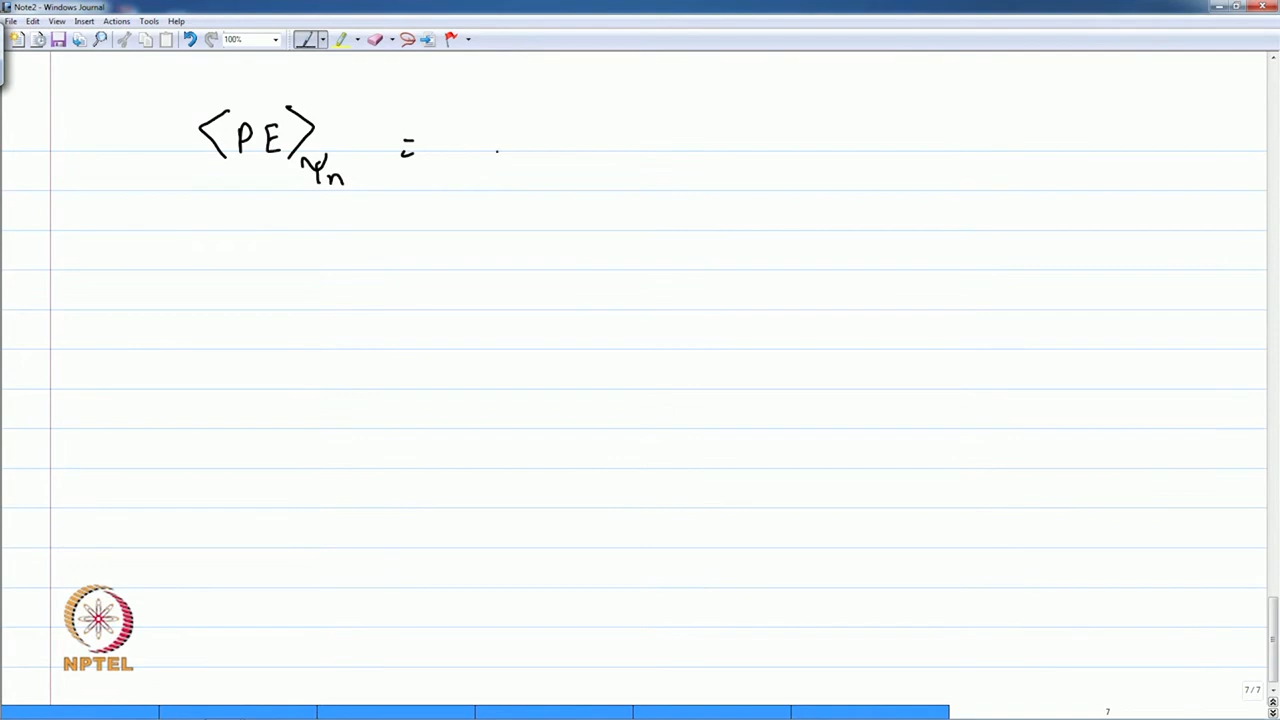 Note2 - Windows Journal
File Edit View Insert Actions Tools Help
100%
⟨PE⟩ψn =
NPTEL
7/7
7